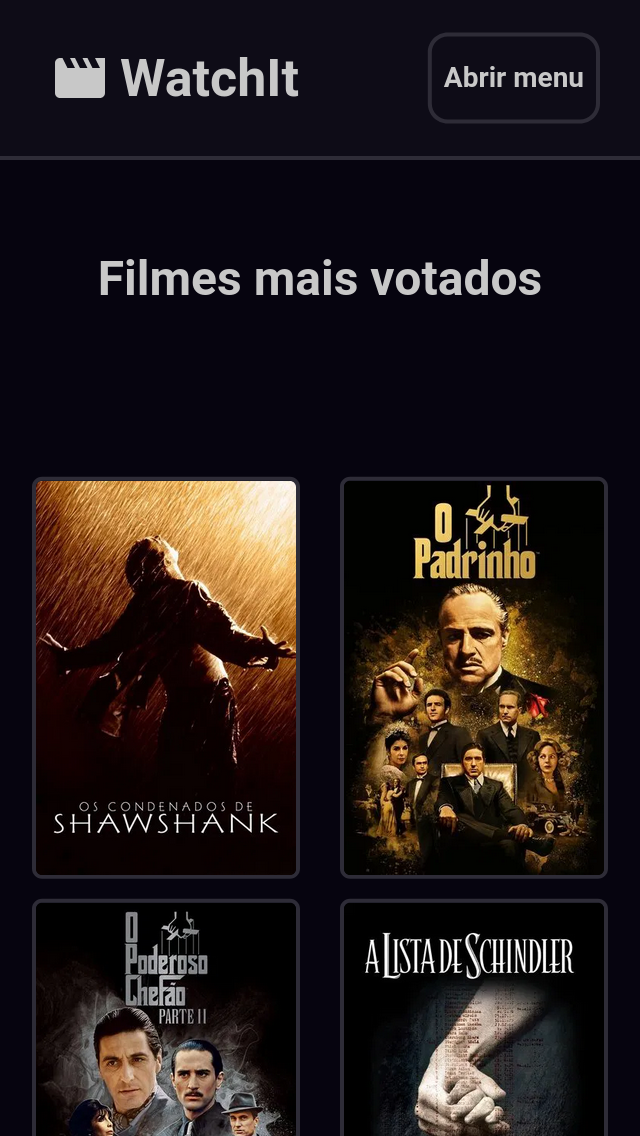 WatchIt
Abrir menu
Filmes mais votados
OS CONDENADOS DE
SHAWSHANK
O
Padrinho
O
Poderoso
Chefão
PARTE II
A LISTA DE SCHINDLER